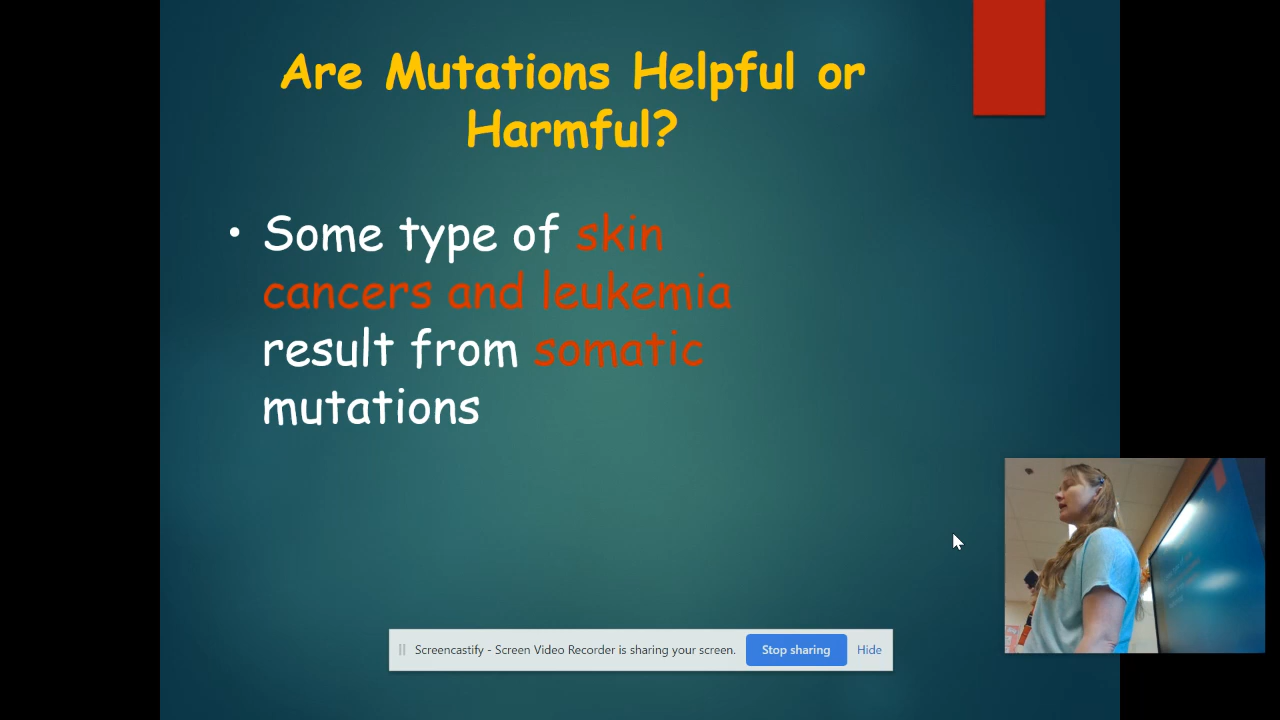 Are Mutations Helpful or
Harmful?
• Some type of skin
cancers and leukemia
result from somatic
mutations
Screencastify - Screen Video Recorder is sharing your screen. Stop sharing Hide